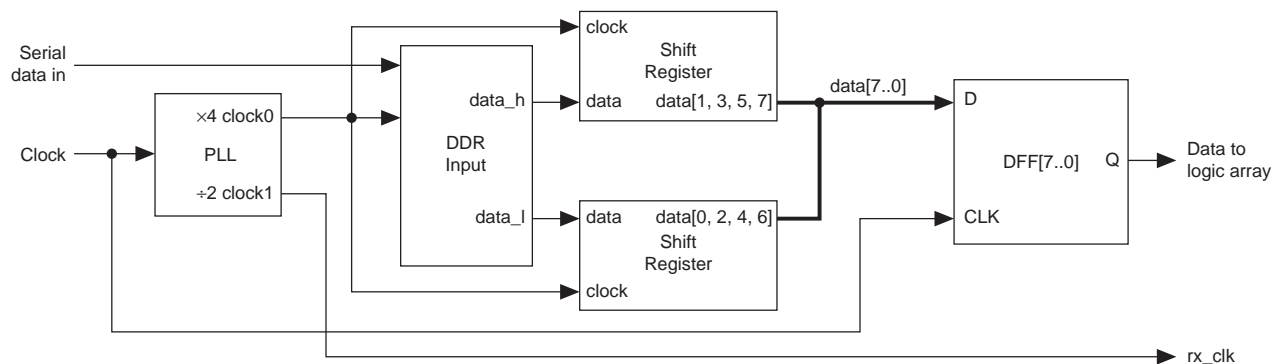 Serial
data in
Clock
×4 clock0
PLL
÷2 clock1
data_h
DDR
Input
data_l
clock
Shift
Register
data
data[1, 3, 5, 7]
data
data[0, 2, 4, 6]
Shift
Register
clock
data[7..0]
D
DFF[7..0]
Q
CLK
Data to
logic array
rx_clk